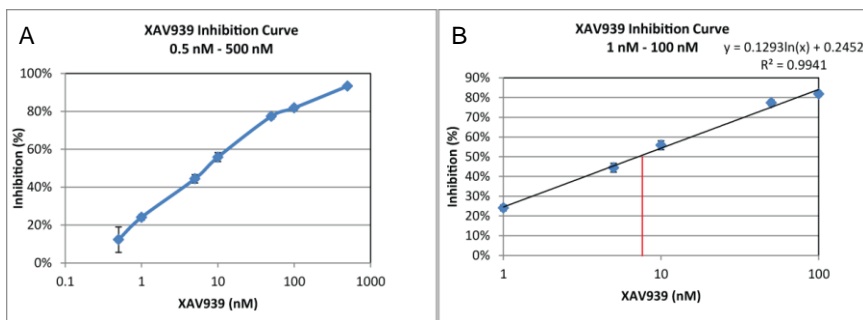 A
XAV939 Inhibition Curve
0.5 nM - 500 nM
100%
80%
60%
40%
20%
0%
Inhibition (%)
0.1 1 10 100 1000
XAV939 (nM)
B
XAV939 Inhibition Curve
1 nM - 100 nM
y = 0.1293ln(x) + 0.2452
R² = 0.9941
90%
80%
70%
60%
50%
40%
30%
20%
10%
0%
Inhibition (%)
1 10 100
XAV939 (nM)